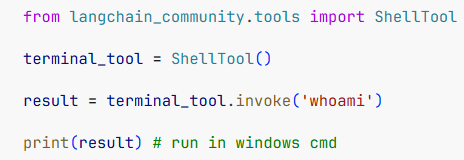 from langchain_community.tools import ShellTool
terminal_tool = ShellTool()
result = terminal_tool.invoke('whoami')
print(result) # run in windows cmd